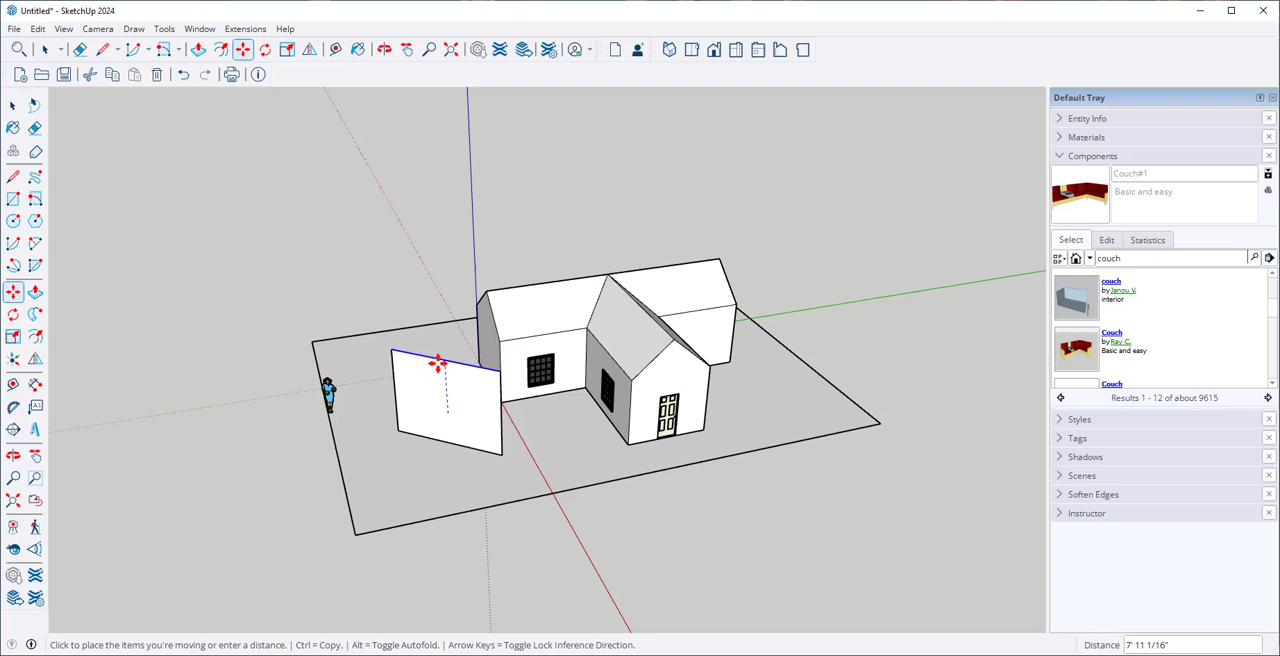 Untitled* - SketchUp 2024
File Edit View Camera Draw Tools Window Extensions Help
Default Tray
Entity Info
Materials
Components
Couch#1
Basic and easy
Select Edit Statistics
couch
couch
by Janou V.
interior
Couch
by Ray C.
Basic and easy
Couch
Results 1 - 12 of about 9615
Styles
Tags
Shadows
Scenes
Soften Edges
Instructor
Click to place the items you're moving or enter a distance. | Ctrl = Copy. | Alt = Toggle Autofold. | Arrow Keys = Toggle Lock Inference Direction.
Distance 7' 11 1/16"